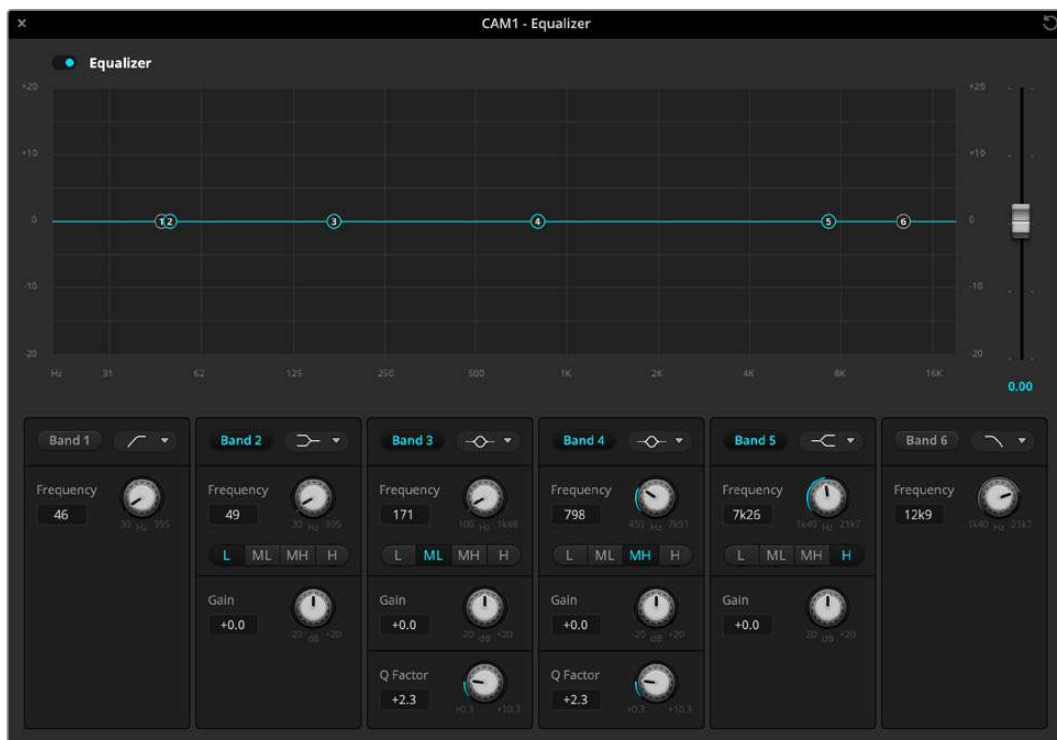 CAM1 - Equalizer
Equalizer
+20 +20
+10 +10
0 0
-10 -10
-20 -20
Hz 31 62 125 250 500 1K 2K 4K 8K 16K
0.00
1 2 3 4 5 6
Band 1 Band 2 Band 3 Band 4 Band 5 Band 6
Frequency Frequency Frequency Frequency Frequency Frequency
46 49 171 798 7k26 12k9
30 Hz 395 30 Hz 395 100 Hz 1k48 450 Hz 7k91 1k40 Hz 21k7 1k40 Hz 21k7
L ML MH H L ML MH H L ML MH H L ML MH H
Gain Gain Gain Gain
+0.0 +0.0 +0.0 +0.0
-20 dB +20 -20 dB +20 -20 dB +20 -20 dB +20
Q Factor Q Factor
+2.3 +2.3
+0.3 +10.3 +0.3 +10.3